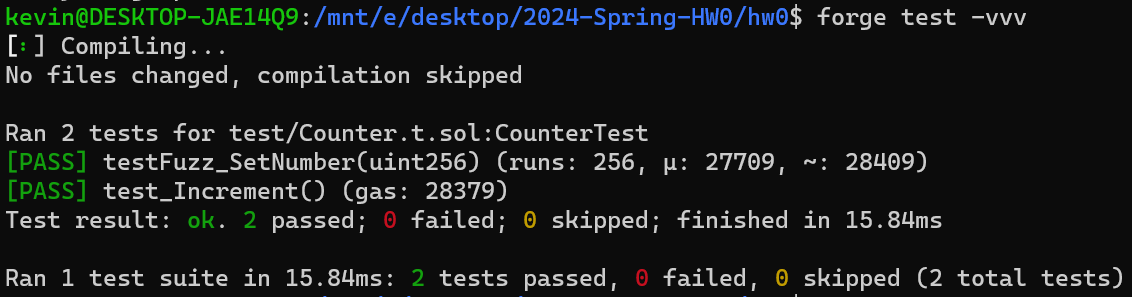 kevin@DESKTOP-JAE14Q9:/mnt/e/desktop/2024-Spring-HW0/hw0$ forge test -vvv
[⠆] Compiling...
No files changed, compilation skipped
Ran 2 tests for test/Counter.t.sol:CounterTest
[PASS] testFuzz_SetNumber(uint256) (runs: 256, μ: 27709, ~: 28409)
[PASS] test_Increment() (gas: 28379)
Test result: ok. 2 passed; 0 failed; 0 skipped; finished in 15.84ms
Ran 1 test suite in 15.84ms: 2 tests passed, 0 failed, 0 skipped (2 total tests)